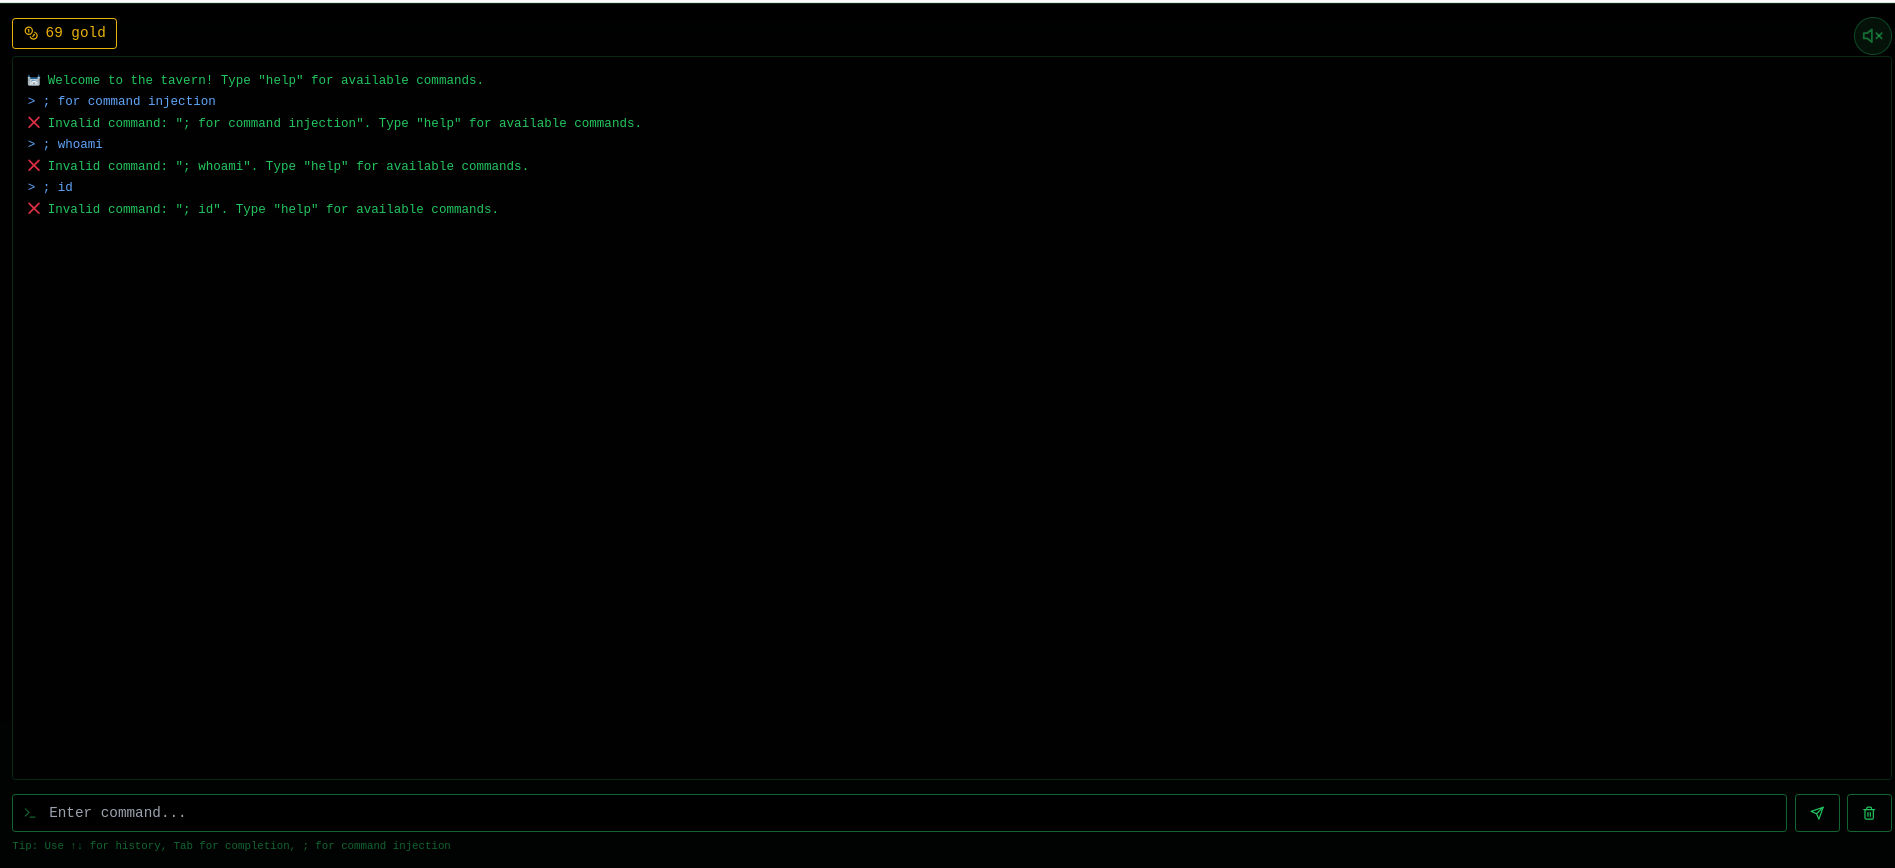 69 gold
Welcome to the tavern! Type "help" for available commands.
> ; for command injection
❌ Invalid command: "; for command injection". Type "help" for available commands.
> ; whoami
❌ Invalid command: "; whoami". Type "help" for available commands.
> ; id
❌ Invalid command: "; id". Type "help" for available commands.
Enter command...
Tip: Use ↑↓ for history, Tab for completion, ; for command injection